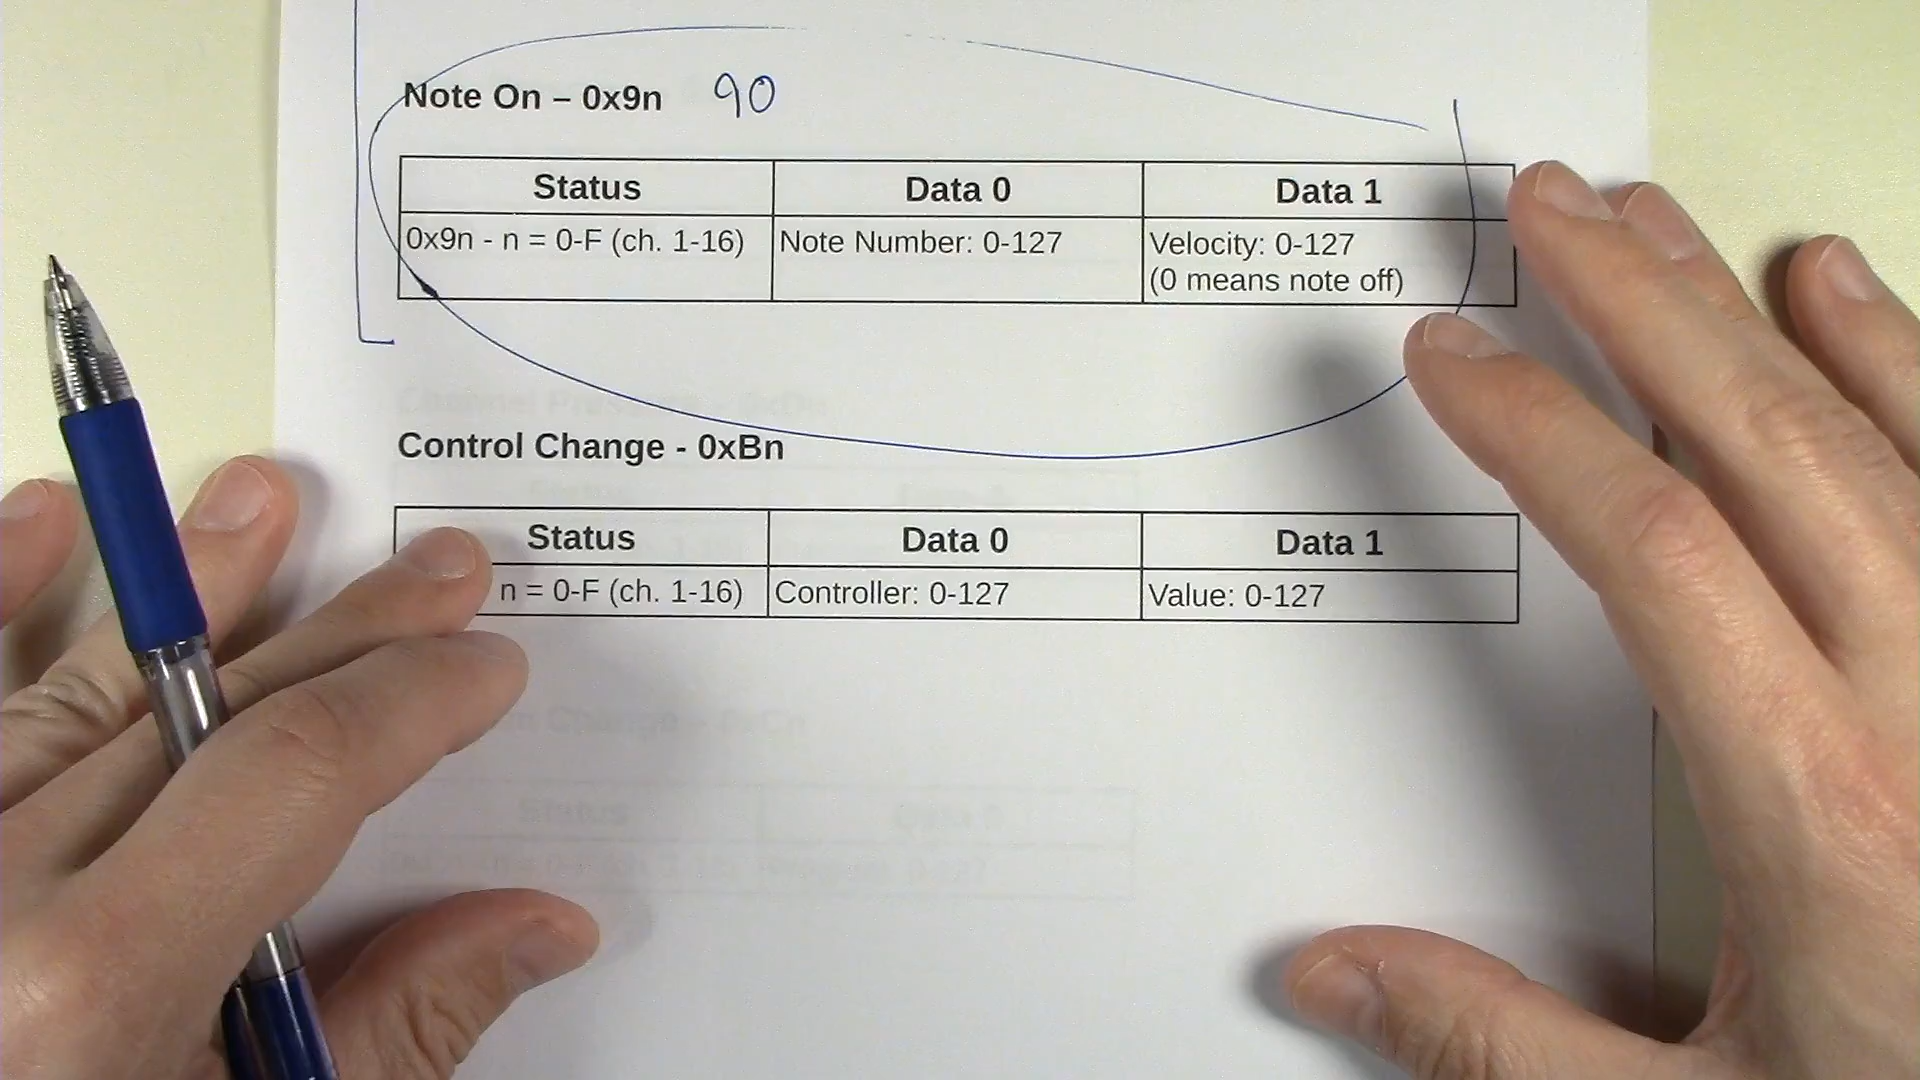 Note On – 0x9n 90
Status Data 0 Data 1
0x9n - n = 0-F (ch. 1-16) Note Number: 0-127 Velocity: 0-127
(0 means note off)
Control Change - 0xBn
Status Data 0 Data 1
n = 0-F (ch. 1-16) Controller: 0-127 Value: 0-127